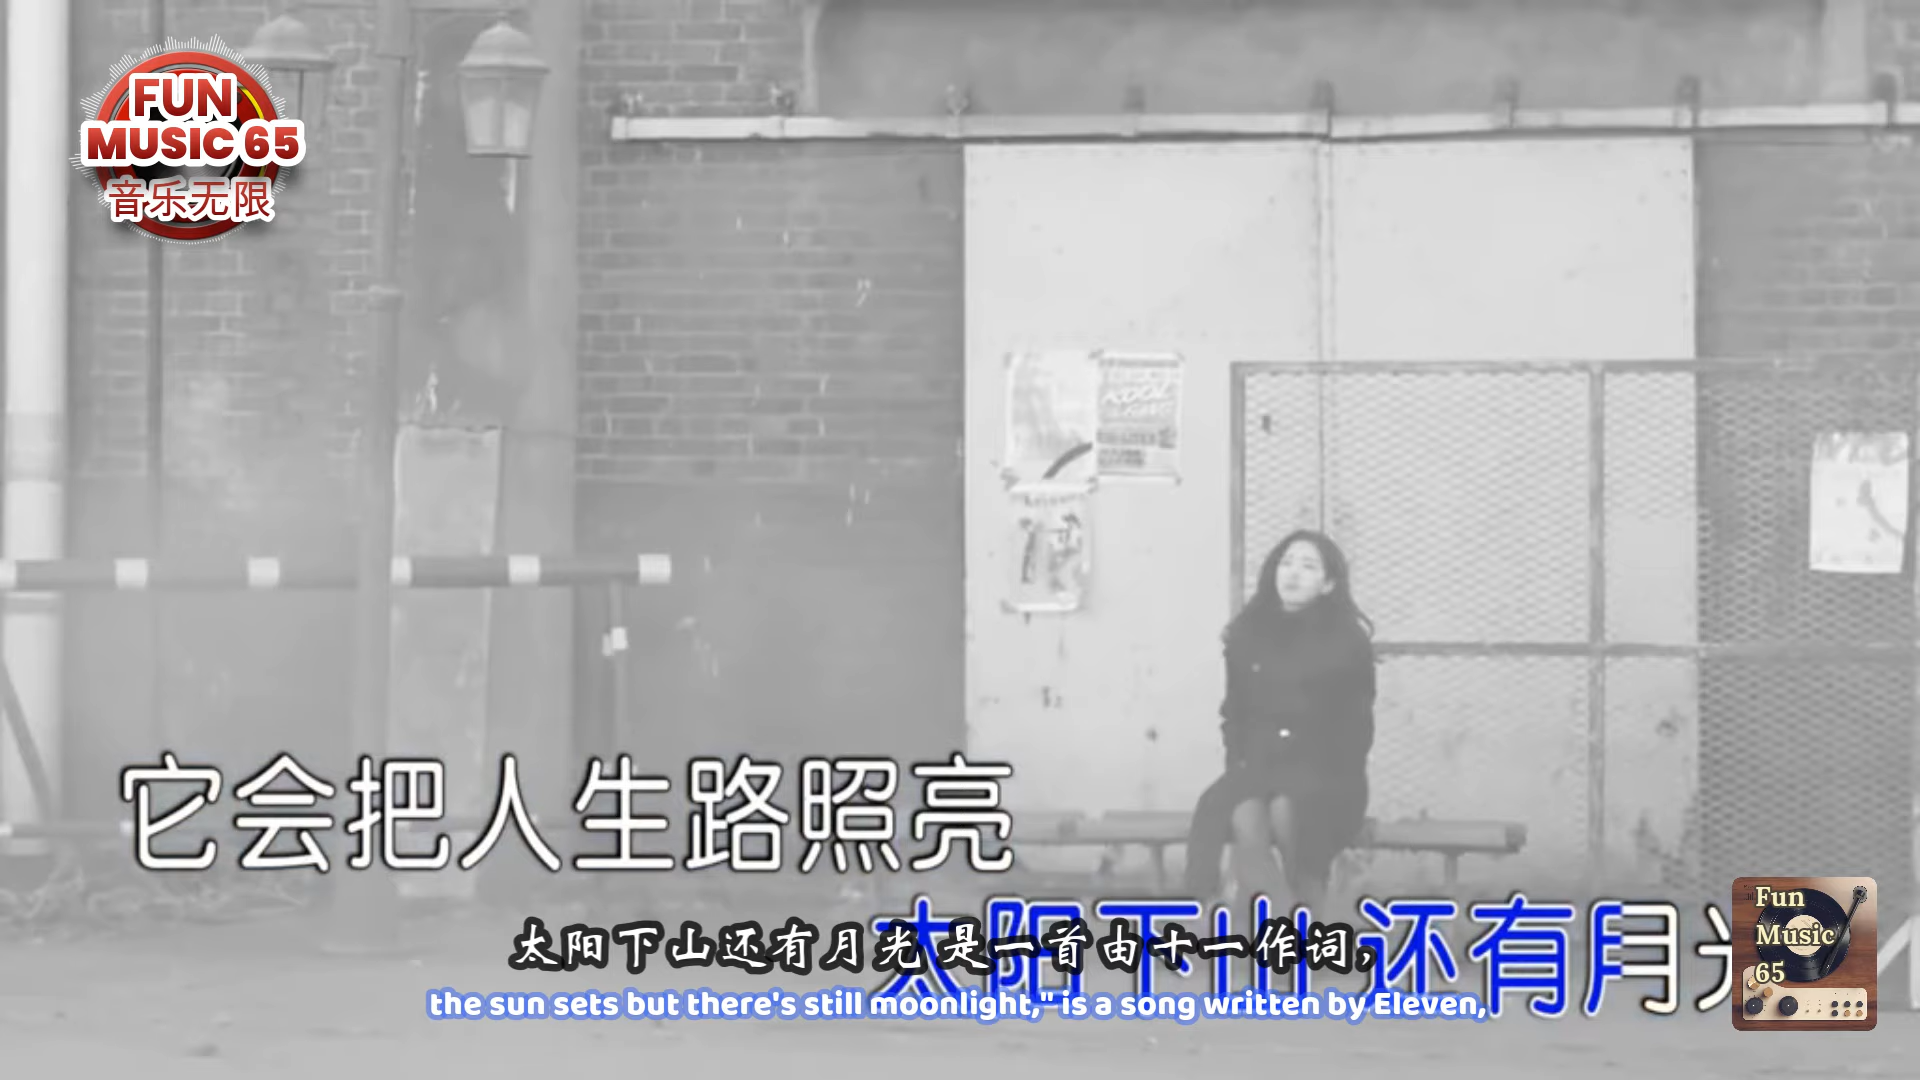 FUN
MUSIC 65
音乐无限
KOOL
它会把人生路照亮
太阳下山 还有月光
太阳下山还有月光 是一首由十一作词,
the sun sets but there's still moonlight," is a song written by Eleven,
Fun
Music
65